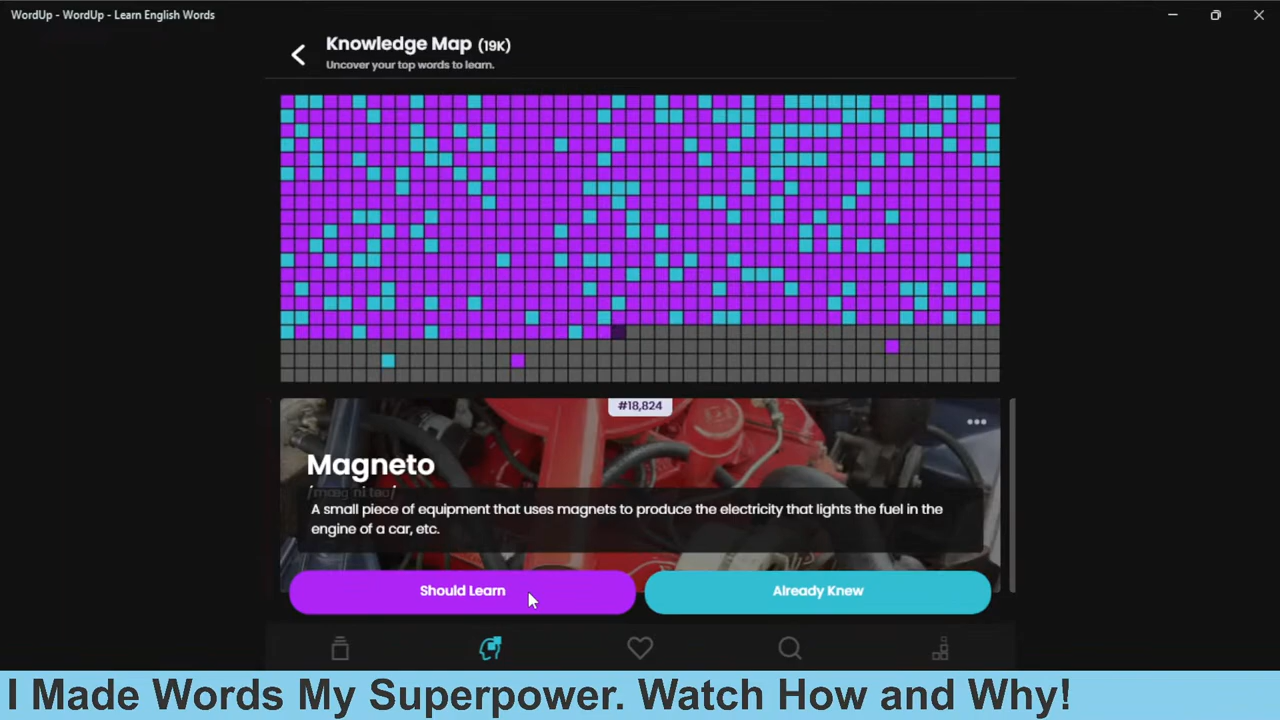 WordUp - WordUp - Learn English Words
Knowledge Map (19K)
Uncover your top words to learn.
#18,824
Magneto
A small piece of equipment that uses magnets to produce the electricity that lights the fuel in the
engine of a car, etc.
Should Learn
Already Knew
I Made Words My Superpower. Watch How and Why!